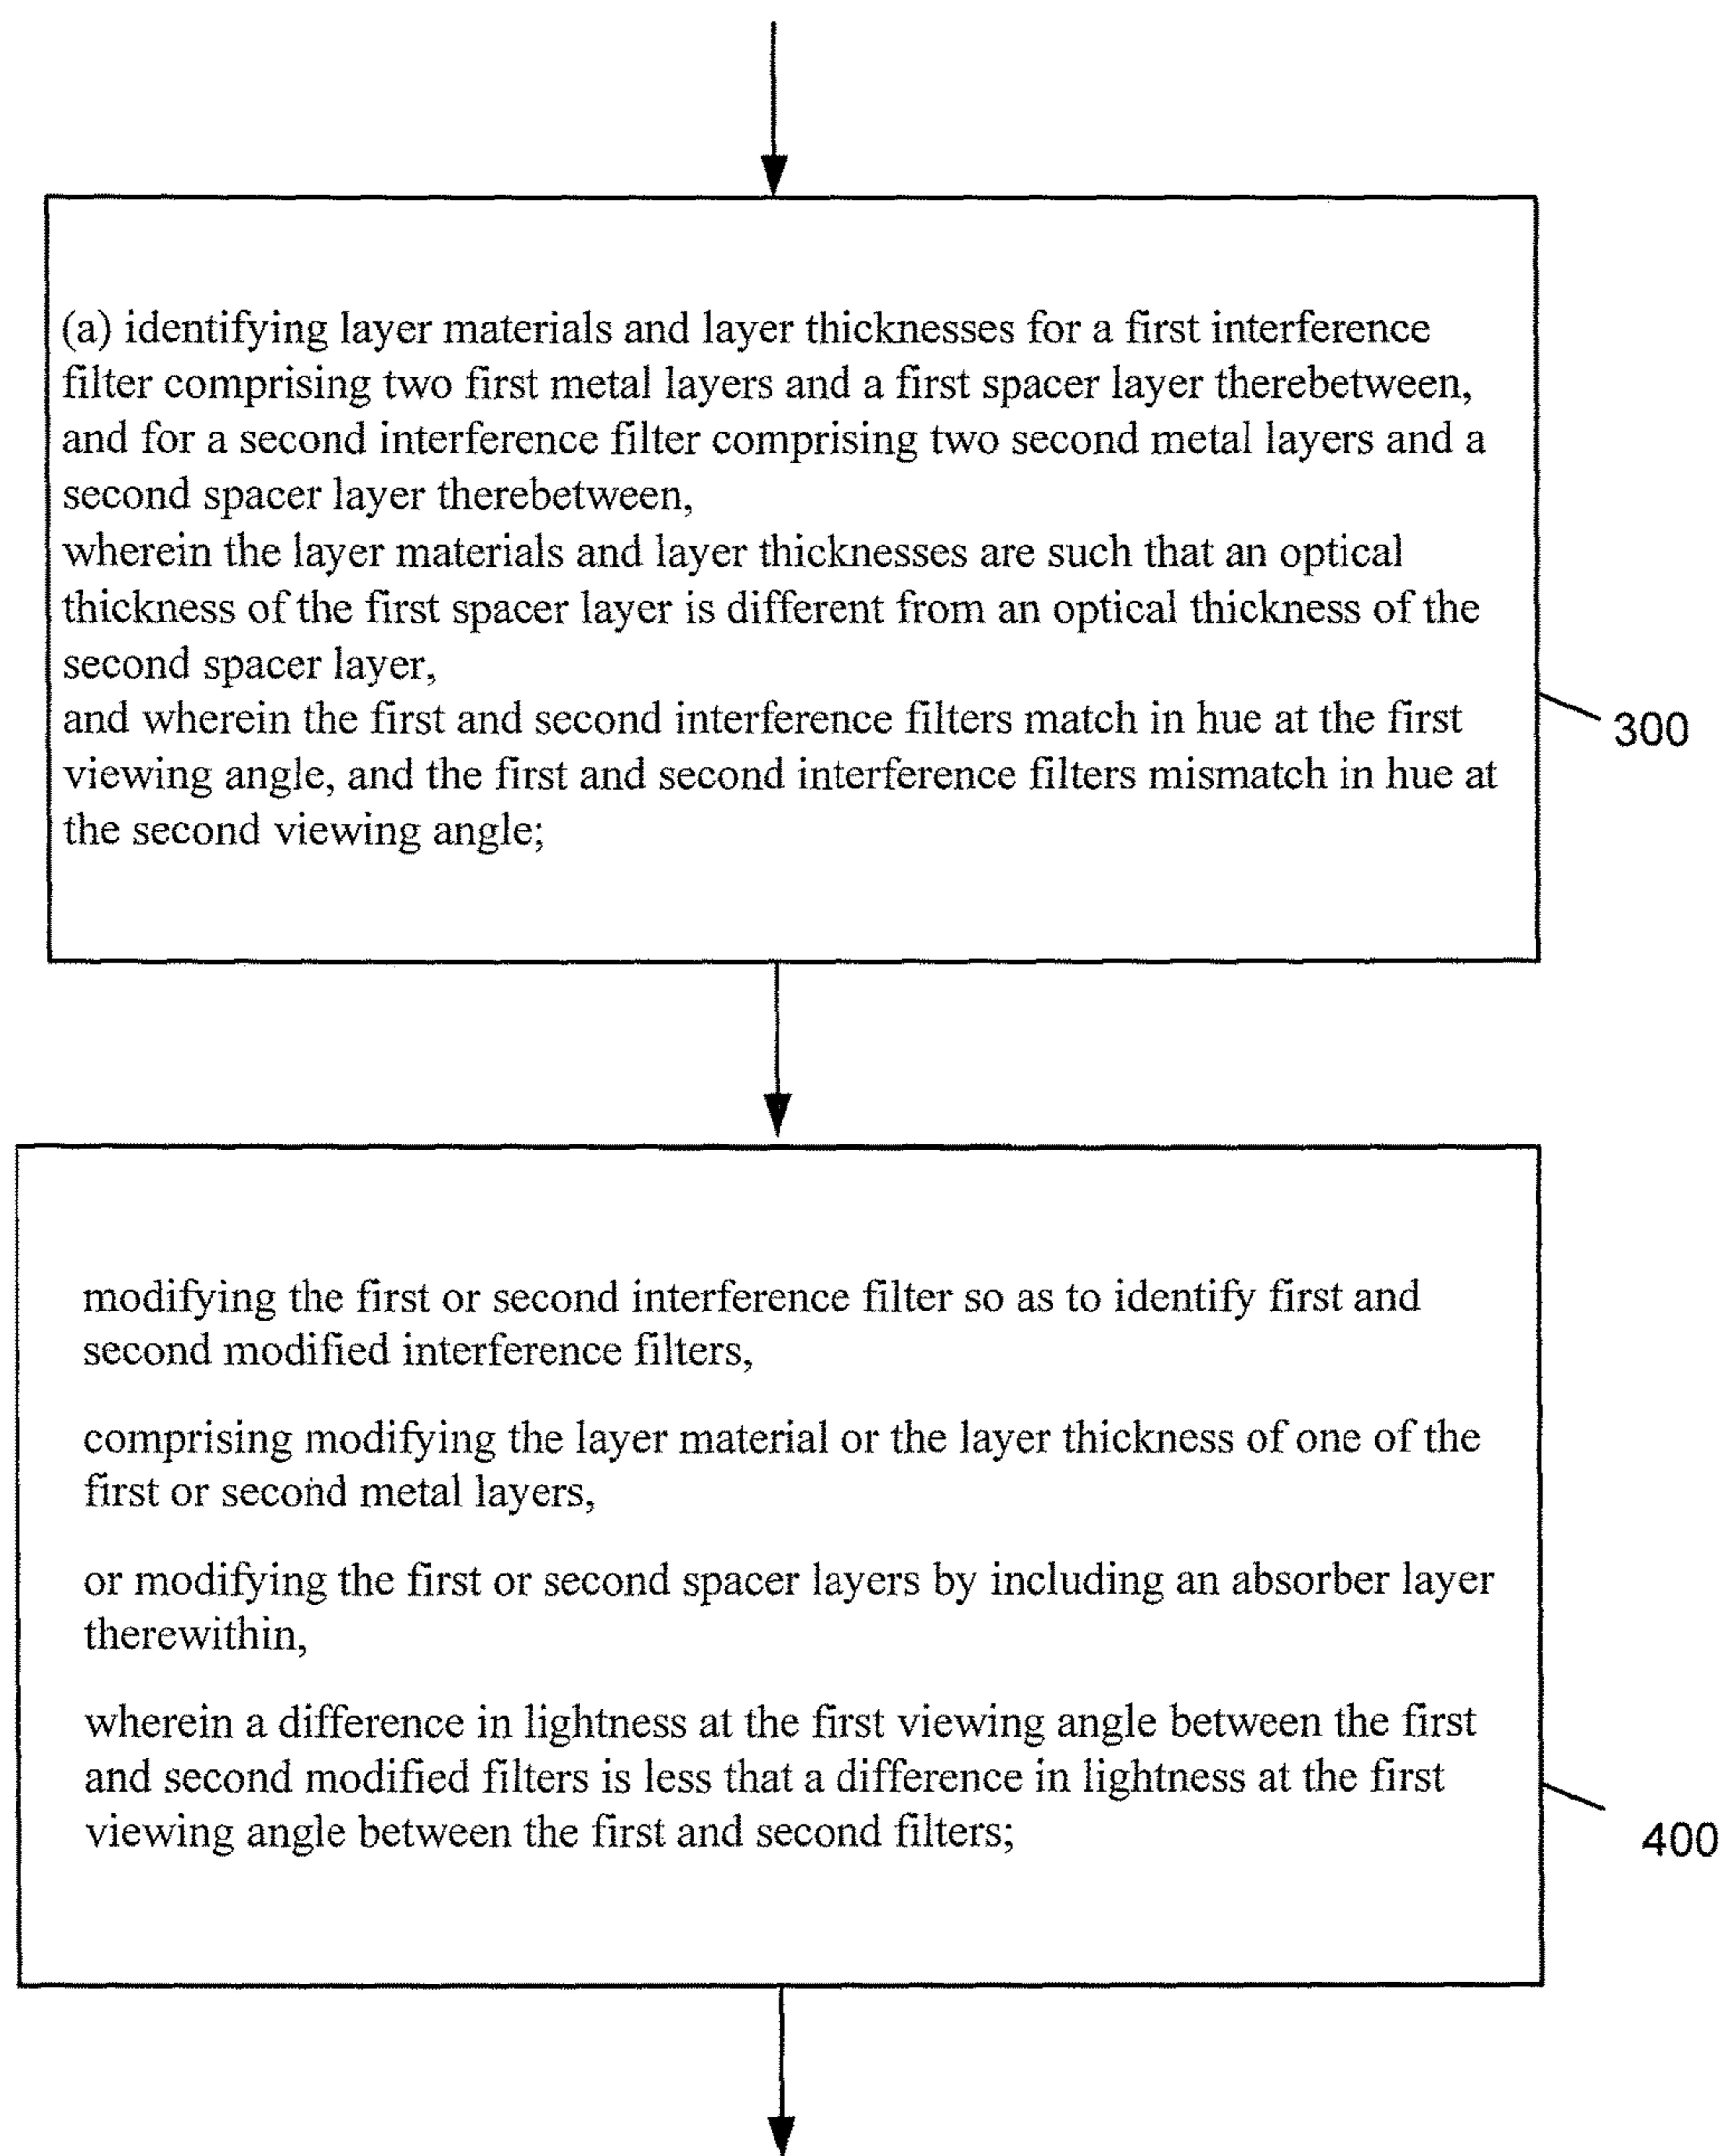 (a) identifying layer materials and layer thicknesses for a first interference
filter comprising two first metal layers and a first spacer layer therebetween,
and for a second interference filter comprising two second metal layers and a
second spacer layer therebetween,
wherein the layer materials and layer thicknesses are such that an optical
thickness of the first spacer layer is different from an optical thickness of the
second spacer layer,
and wherein the first and second interference filters match in hue at the first
viewing angle, and the first and second interference filters mismatch in hue at
the second viewing angle;
300
modifying the first or second interference filter so as to identify first and
second modified interference filters,
comprising modifying the layer material or the layer thickness of one of the
first or second metal layers,
or modifying the first or second spacer layers by including an absorber layer
therewithin,
wherein a difference in lightness at the first viewing angle between the first
and second modified filters is less that a difference in lightness at the first
viewing angle between the first and second filters;
400